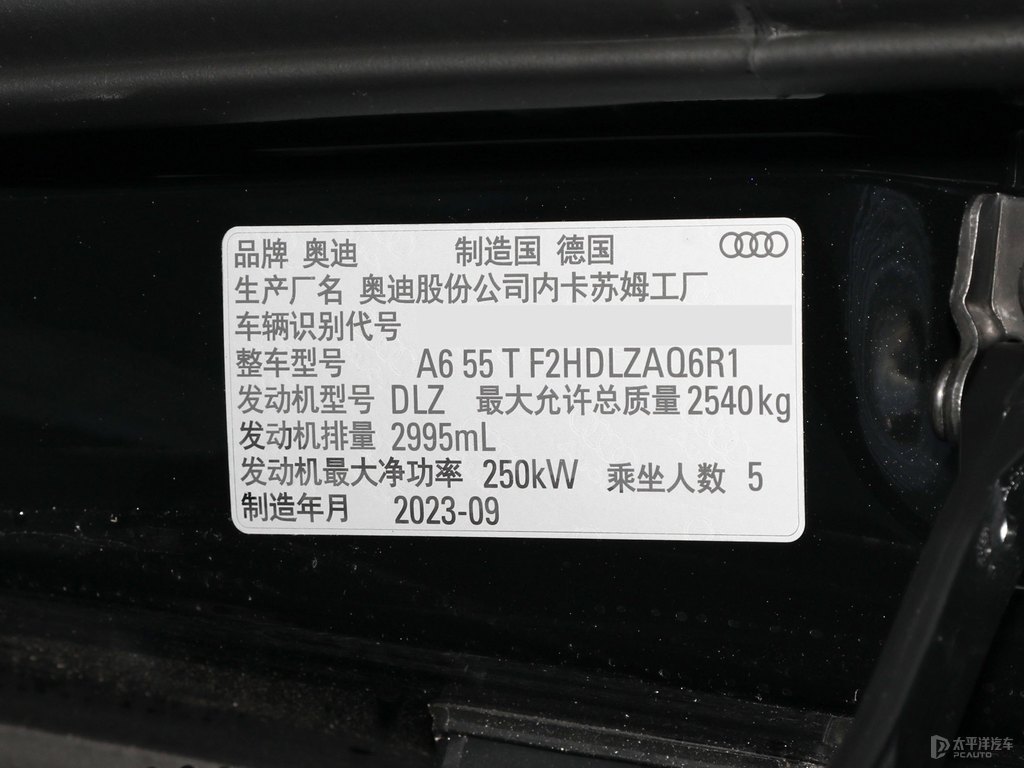 品牌 奥迪 制造国 德国
生产厂名 奥迪股份公司内卡苏姆工厂
车辆识别代号
整车型号 A6 55 T F2HDLZAQ6R1
发动机型号 DLZ 最大允许总质量 2540kg
发动机排量 2995mL
发动机最大净功率 250kW 乘坐人数 5
制造年月 2023-09
太平洋汽车
PCAUTO